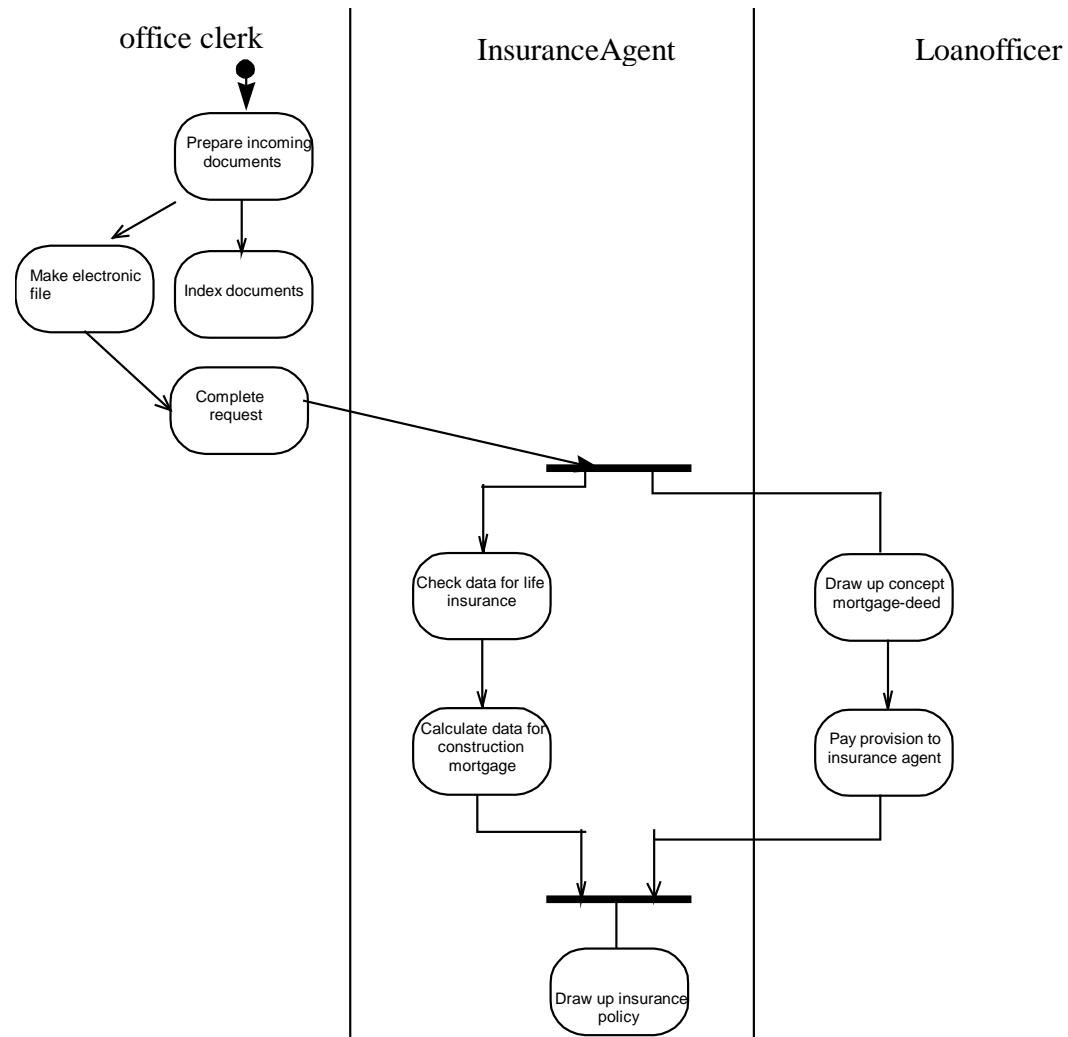 office clerk
InsuranceAgent
Loanofficer
Prepare incoming
documents
Make electronic
file
Index documents
Complete
request
Check data for life
insurance
Draw up concept
mortgage-deed
Calculate data for
construction
mortgage
Pay provision to
insurance agent
Draw up insurance
policy